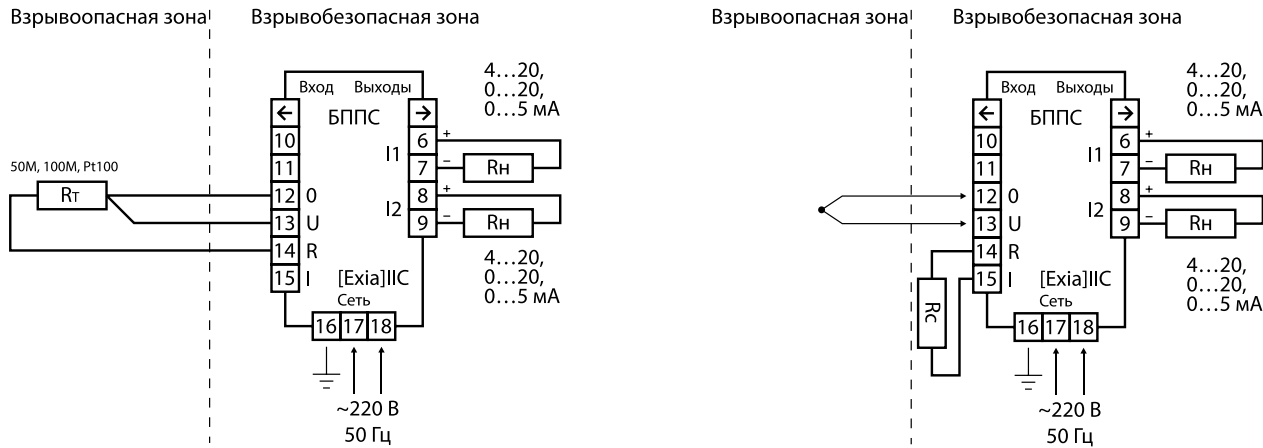 Взрывоопасная зона
Взрывобезопасная зона
4…20,
0…20,
0…5 мА
Вход
Выходы
←
→
БППС
10
6
+
11
I1
7
–
Rн
50М, 100М, Pt100
Rт
12
0
8
+
13
U
I2
9
–
Rн
14
R
15
I
[Exia]IIC
4…20,
0…20,
0…5 мА
Сеть
16
17
18
~220 В
50 Гц
Взрывоопасная зона
Взрывобезопасная зона
4…20,
0…20,
0…5 мА
Вход
Выходы
←
→
БППС
10
6
+
11
I1
7
–
Rн
12
0
8
+
13
U
I2
9
–
Rн
14
R
15
I
[Exia]IIC
4…20,
0…20,
0…5 мА
Rс
Сеть
16
17
18
~220 В
50 Гц